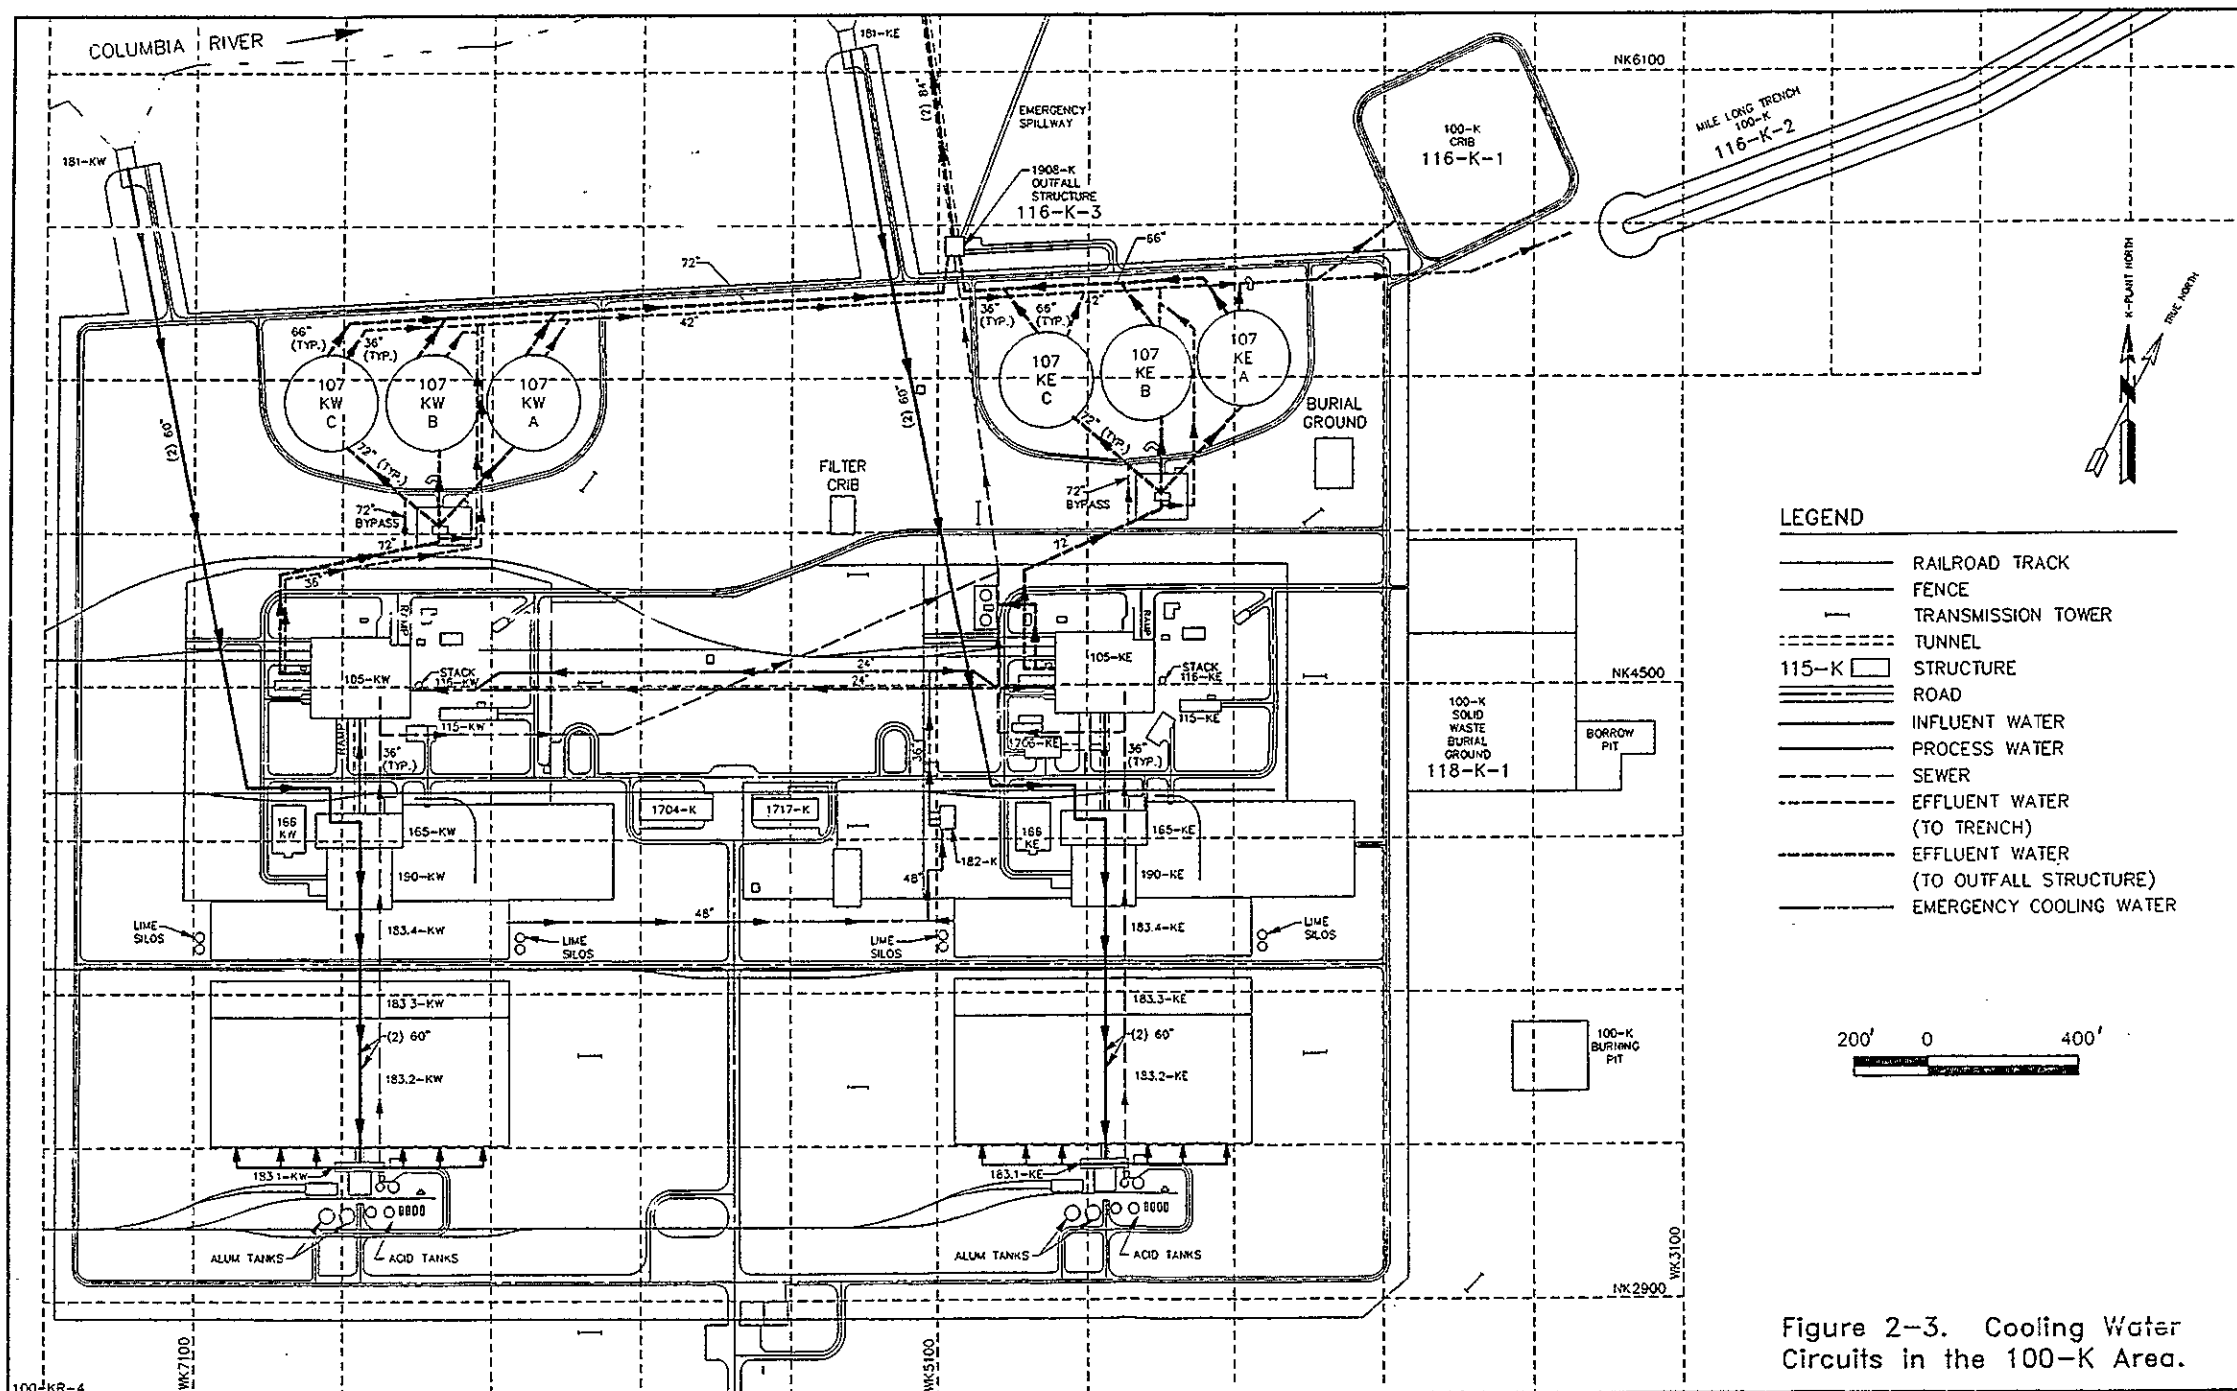 COLUMBIA RIVER
181-KW
181-KE
(2) 84"
EMERGENCY
SPILLWAY
1908-K
OUTFALL
STRUCTURE
116-K-3
100-K
CRIB
116-K-1
NK6100
MILE LONG TRENCH
100-K
116-K-2
K-PLANT NORTH
TRUE NORTH
66"
72"
42"
66"
(TYP.)
36"
(TYP.)
36"
(TYP.)
66"
(TYP.)
107
KW
C
107
KW
B
107
KW
A
107
KE
C
107
KE
B
107
KE
A
(2) 60"
(2) 60"
72" (TYP.)
72" (TYP.)
BURIAL
GROUND
FILTER
CRIB
72"
BYPASS
72"
BYPASS
72"
36"
72"
RAMP
RAMP
105-KW
STACK
116-KW
24"
24"
105-KE
STACK
116-KE
NK4500
115-KW
115-KE
RAMP
36"
(TYP.)
36"
1706-KE
36"
(TYP.)
100-K
SOLID
WASTE
BURIAL
GROUND
118-K-1
BORROW
PIT
166
KW
165-KW
1704-K
1717-K
182-K
166
KE
165-KE
190-KW
48"
190-KE
LIME
SILOS
183.4-KW
48"
LIME
SILOS
LIME
SILOS
183.4-KE
LIME
SILOS
183.3-KW
183.3-KE
(2) 60"
(2) 60"
183.2-KW
183.2-KE
100-K
BURNING
PIT
183.1-KW
183.1-KE
ALUM TANKS
ACID TANKS
ALUM TANKS
ACID TANKS
WK7100
WK5100
WK3100
NK2900
LEGEND
RAILROAD TRACK
FENCE
TRANSMISSION TOWER
TUNNEL
115-K STRUCTURE
ROAD
INFLUENT WATER
PROCESS WATER
SEWER
EFFLUENT WATER
(TO TRENCH)
EFFLUENT WATER
(TO OUTFALL STRUCTURE)
EMERGENCY COOLING WATER
200' 0 400'
Figure 2-3. Cooling Water
Circuits in the 100-K Area.
100-KR-4